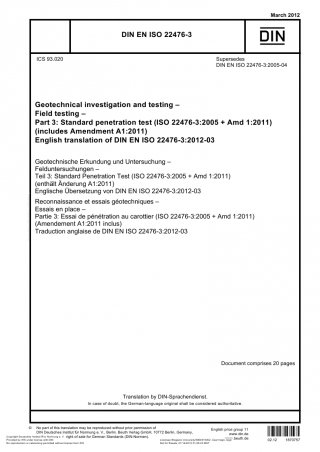 March 2012
DIN EN ISO 22476-3
DIN
ICS 93.020
Supersedes
DIN EN ISO 22476-3:2005-04
Geotechnical investigation and testing –
Field testing –
Part 3: Standard penetration test (ISO 22476-3:2005 + Amd 1:2011)
(includes Amendment A1:2011)
English translation of DIN EN ISO 22476-3:2012-03
Geotechnische Erkundung und Untersuchung –
Felduntersuchungen –
Teil 3: Standard Penetration Test (ISO 22476-3:2005 + Amd 1:2011)
(enthält Änderung A1:2011)
Englische Übersetzung von DIN EN ISO 22476-3:2012-03
Reconnaissance et essais géotechniques –
Essais en place –
Partie 3: Essai de pénétration au carottier (ISO 22476-3:2005 + Amd 1:2011)
(Amendement A1:2011 inclus)
Traduction anglaise de DIN EN ISO 22476-3:2012-03
Document comprises 20 pages
Translation by DIN-Sprachendienst.
In case of doubt, the German-language original shall be considered authoritative.
© No part of this translation may be reproduced without prior permission of
DIN Deutsches Institut für Normung e. V., Berlin. Beuth Verlag GmbH, 10772 Berlin, Germany,
right of sale for German Standards (DIN-Normen).
English price group 11
www.din.de